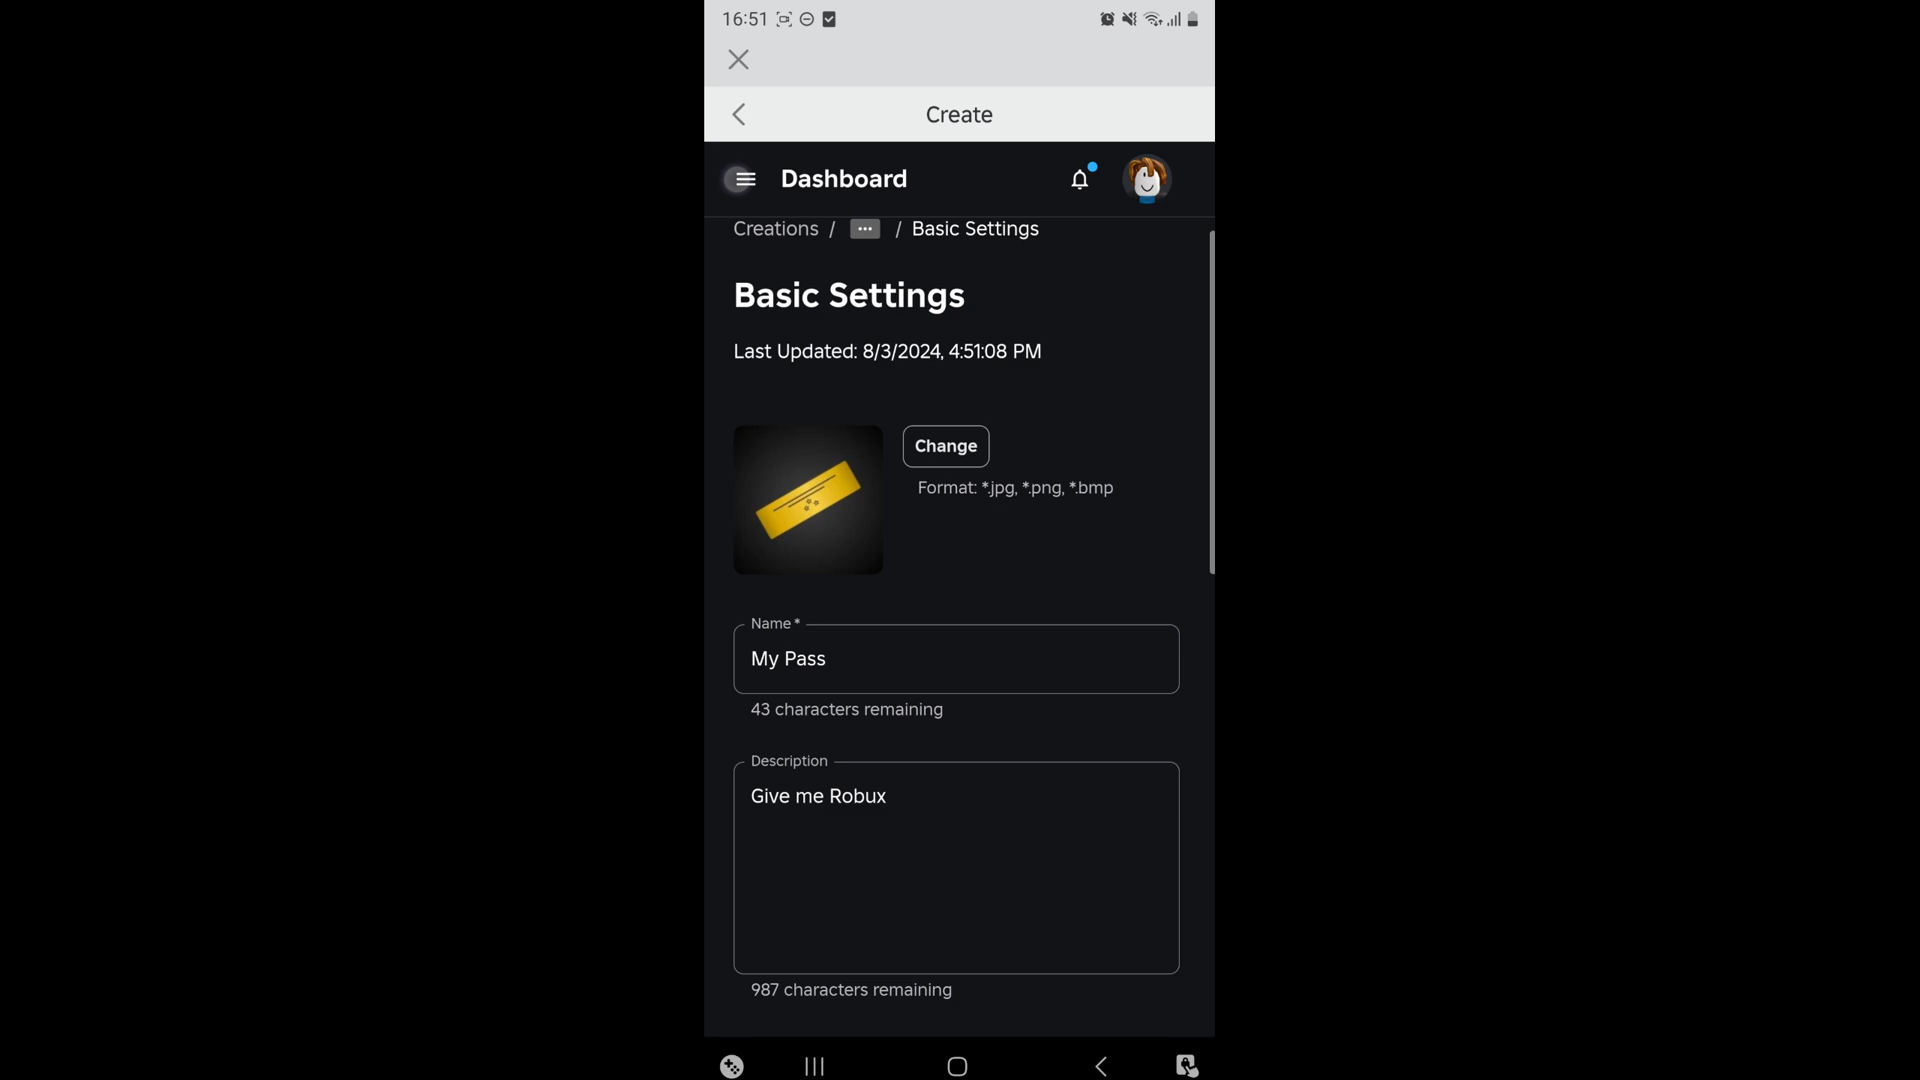 16:51
Create
Dashboard
Creations / ... / Basic Settings
Basic Settings
Last Updated: 8/3/2024, 4:51:08 PM
Change
Format: *.jpg, *.png, *.bmp
Name*
My Pass
43 characters remaining
Description
Give me Robux
987 characters remaining